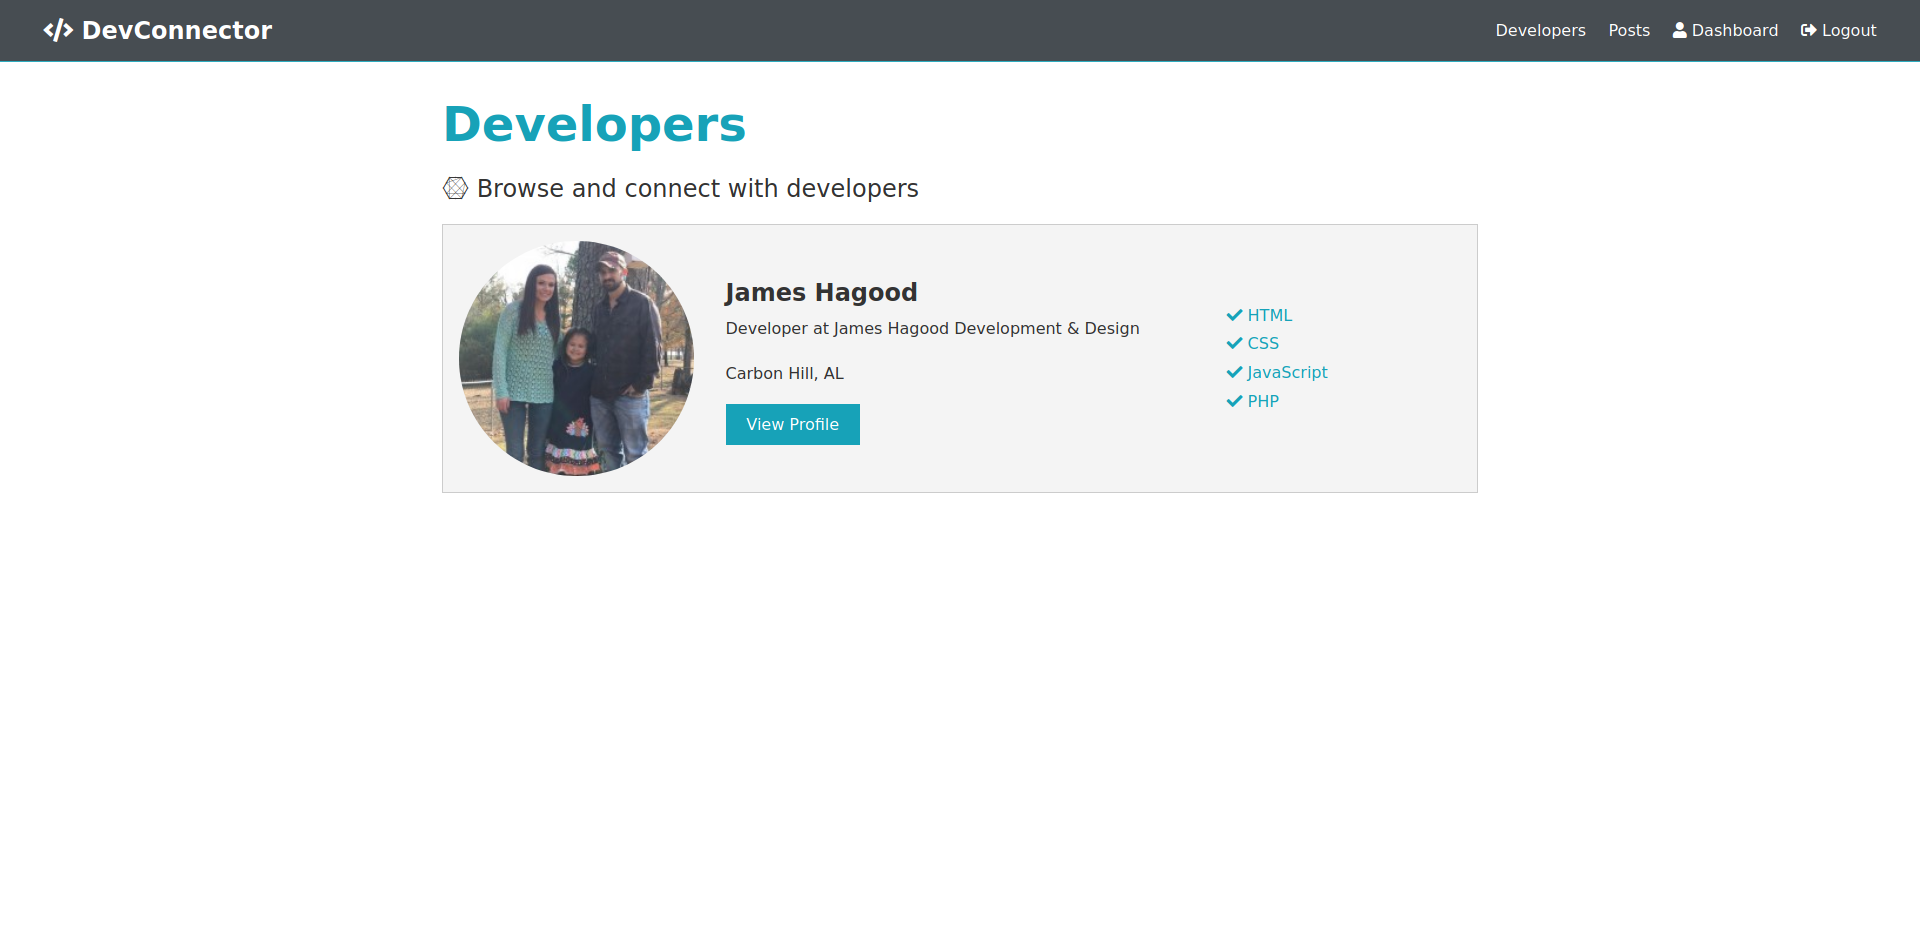 DevConnector
Developers Posts Dashboard Logout
Developers
Browse and connect with developers
James Hagood
Developer at James Hagood Development & Design
Carbon Hill, AL
View Profile
HTML
CSS
JavaScript
PHP